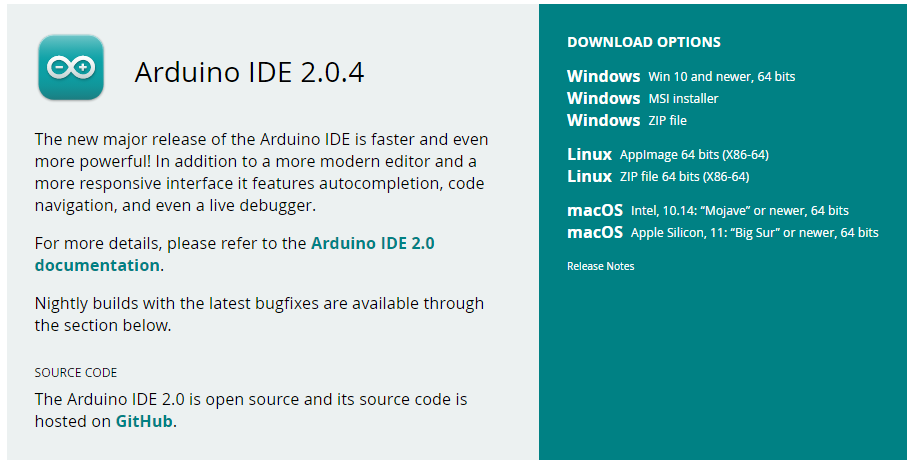 Arduino IDE 2.0.4
The new major release of the Arduino IDE is faster and even
more powerful! In addition to a more modern editor and a
more responsive interface it features autocompletion, code
navigation, and even a live debugger.
For more details, please refer to the Arduino IDE 2.0
documentation.
Nightly builds with the latest bugfixes are available through
the section below.
SOURCE CODE
The Arduino IDE 2.0 is open source and its source code is
hosted on GitHub.
DOWNLOAD OPTIONS
Windows Win 10 and newer, 64 bits
Windows MSI installer
Windows ZIP file
Linux AppImage 64 bits (X86-64)
Linux ZIP file 64 bits (X86-64)
macOS Intel, 10.14: “Mojave” or newer, 64 bits
macOS Apple Silicon, 11: “Big Sur” or newer, 64 bits
Release Notes